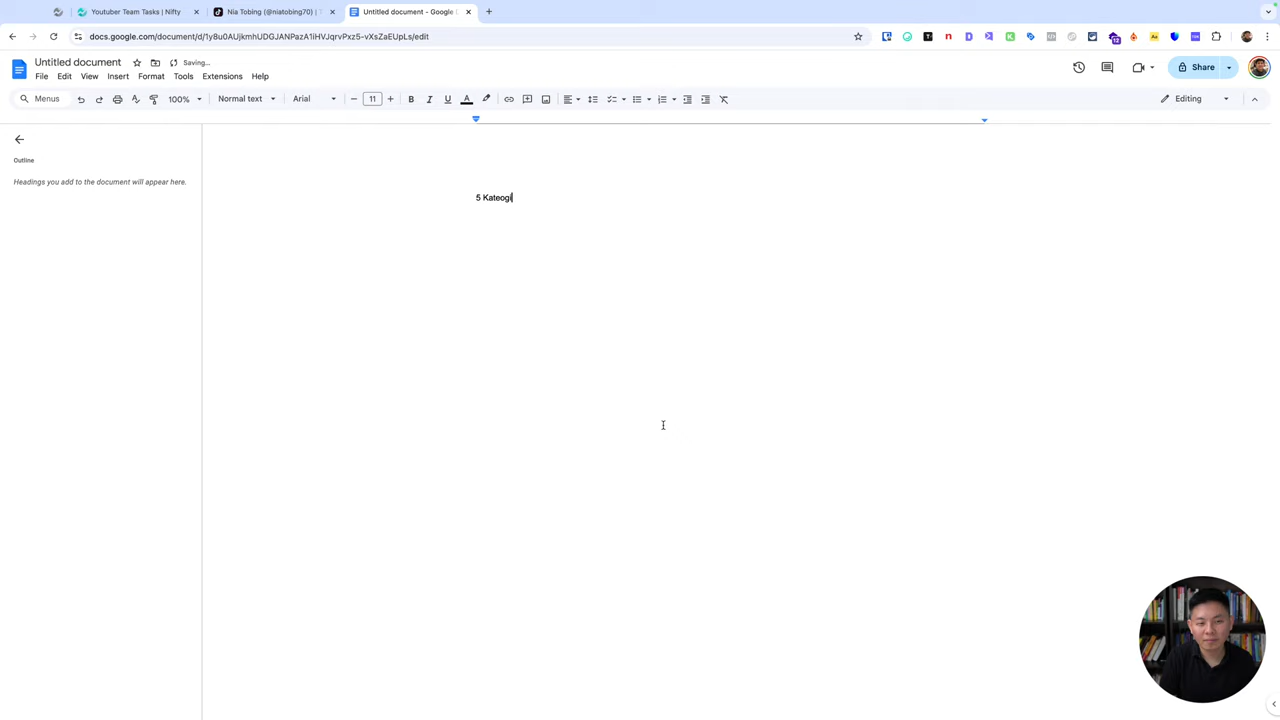 Youtuber Team Tasks | Nifty
Nia Tobing (@niatobing70) | T
Untitled document - Google
docs.google.com/document/d/1y8u0AUjkmhUDGJANPazA1iHVJqrvPxz5-vXsZaEUpLs/edit
Untitled document
Saving...
File Edit View Insert Format Tools Extensions Help
Share
Menus
100%
Normal text
Arial
11
Editing
Outline
Headings you add to the document will appear here.
5 Kateogi